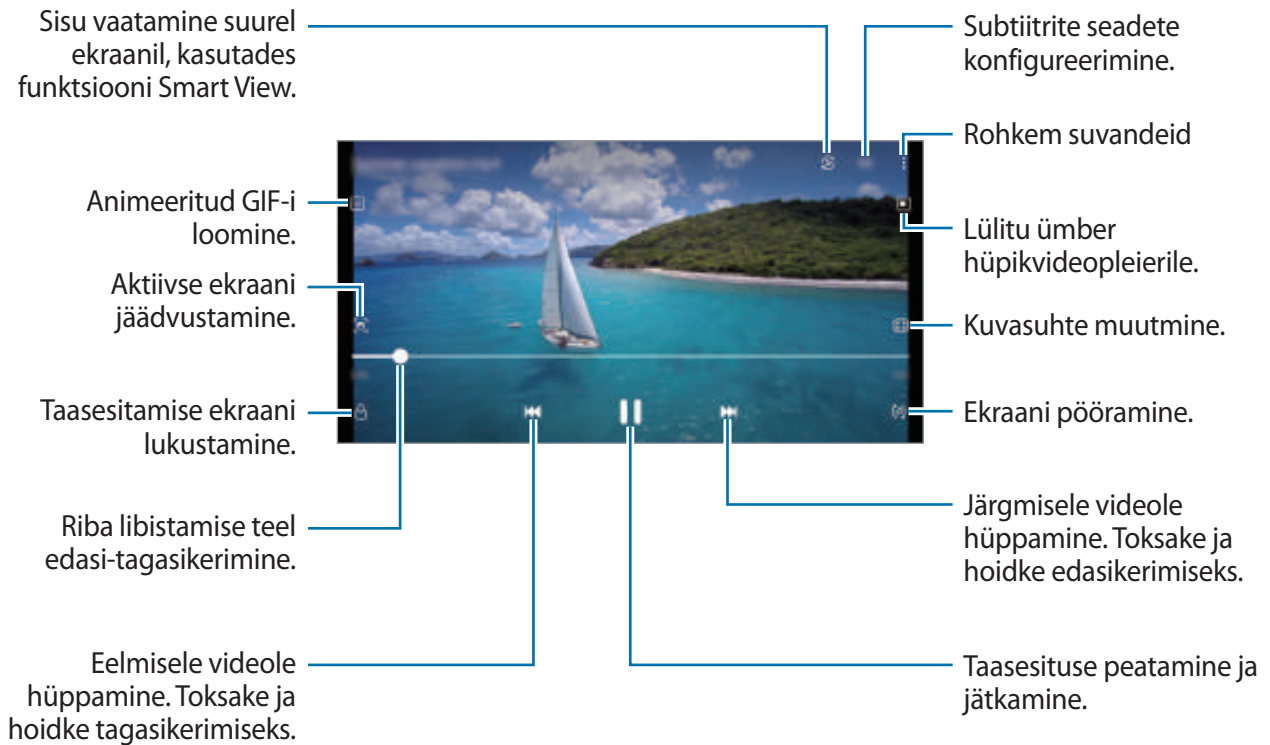 Sisu vaatamine suurel
ekraanil, kasutades
funktsiooni Smart View.
Animeeritud GIF-i
loomine.
Aktiivse ekraani
jäädvustamine.
Taasesitamise ekraani
lukustamine.
Riba libistamise teel
edasi-tagasikerimine.
Eelmisele videole
hüppamine. Toksake ja
hoidke tagasikerimiseks.
Subtiitrite seadete
konfigureerimine.
Rohkem suvandeid
Lülitu ümber
hüpikvideopleierile.
Kuvasuhte muutmine.
Ekraani pööramine.
Järgmisele videole
hüppamine. Toksake ja
hoidke edasikerimiseks.
Taasesituse peatamine ja
jätkamine.